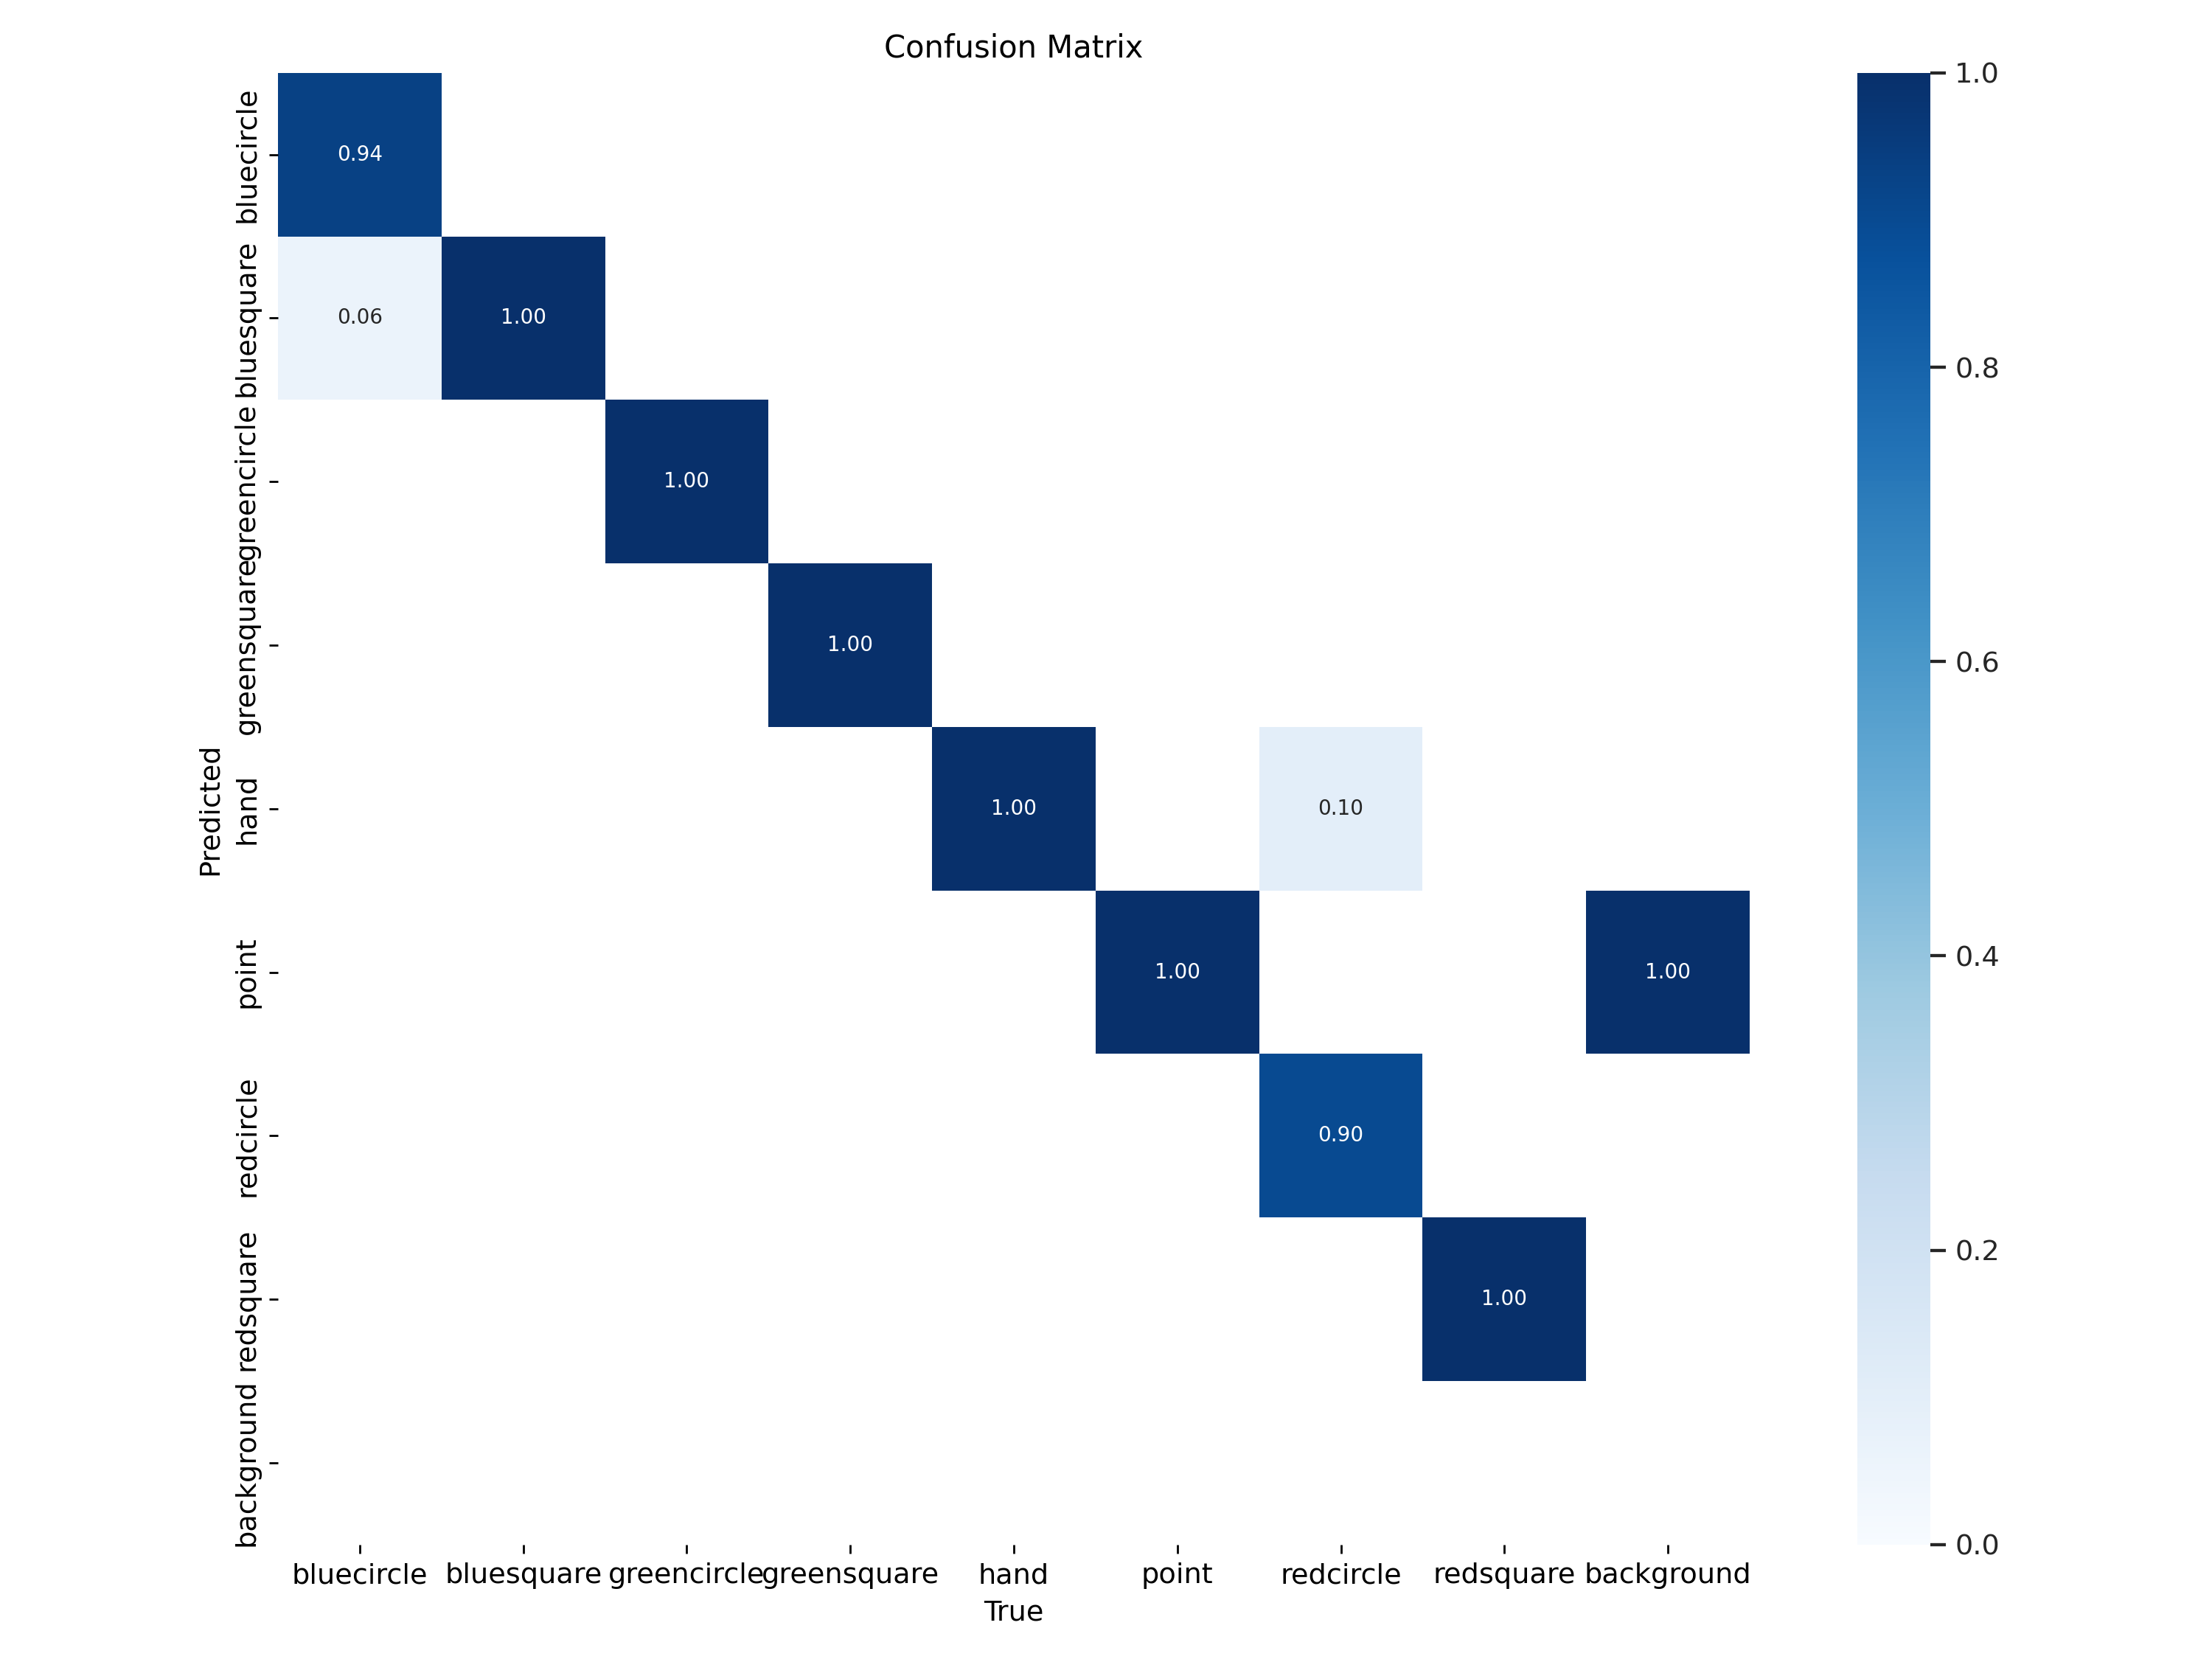 Confusion Matrix
bluecircle
bluesquare
greencircle
greensquare
hand
point
redcircle
redsquare
background
Predicted
0.94
0.06 1.00
1.00
1.00
1.00 0.10
1.00 1.00
0.90
1.00
bluecircle bluesquare greencircle greensquare hand point redcircle redsquare background
True
1.0
0.8
0.6
0.4
0.2
0.0